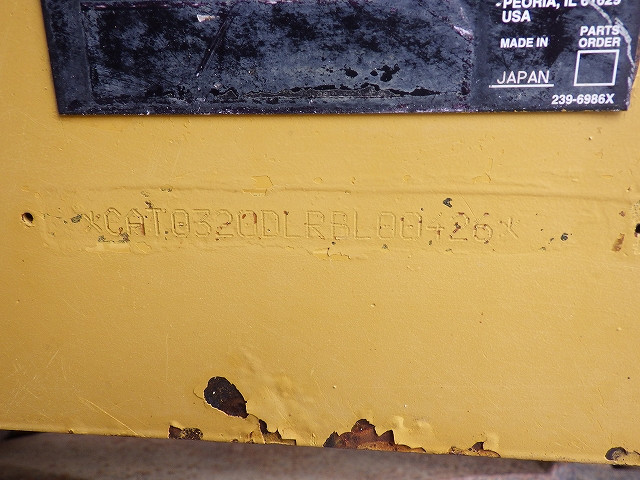 PEORIA, IL 61629
USA
MADE IN
JAPAN
PARTS
ORDER
239-6986X
*CAT0320DLRBL00426*